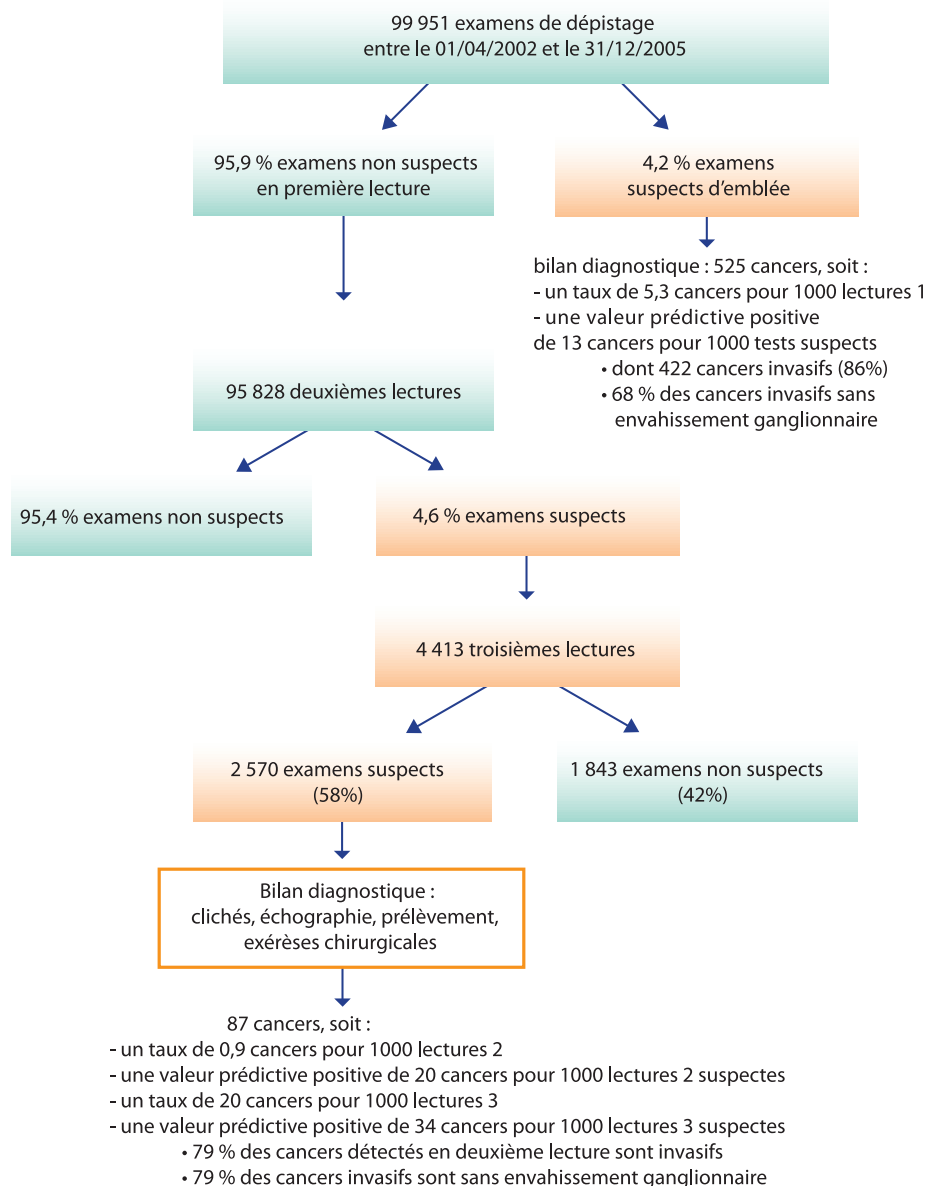 99 951 examens de dépistage
entre le 01/04/2002 et le 31/12/2005
95,9 % examens non suspects
en première lecture
4,2 % examens
suspects d'emblée
bilan diagnostique : 525 cancers, soit :
- un taux de 5,3 cancers pour 1000 lectures 1
- une valeur prédictive positive
de 13 cancers pour 1000 tests suspects
• dont 422 cancers invasifs (86%)
• 68 % des cancers invasifs sans
envahissement ganglionnaire
95 828 deuxièmes lectures
95,4 % examens non suspects
4,6 % examens suspects
4 413 troisièmes lectures
2 570 examens suspects
(58%)
1 843 examens non suspects
(42%)
Bilan diagnostique :
clichés, échographie, prélèvement,
exérèses chirurgicales
87 cancers, soit :
- un taux de 0,9 cancers pour 1000 lectures 2
- une valeur prédictive positive de 20 cancers pour 1000 lectures 2 suspectes
- un taux de 20 cancers pour 1000 lectures 3
- une valeur prédictive positive de 34 cancers pour 1000 lectures 3 suspectes
• 79 % des cancers détectés en deuxième lecture sont invasifs
• 79 % des cancers invasifs sont sans envahissement ganglionnaire